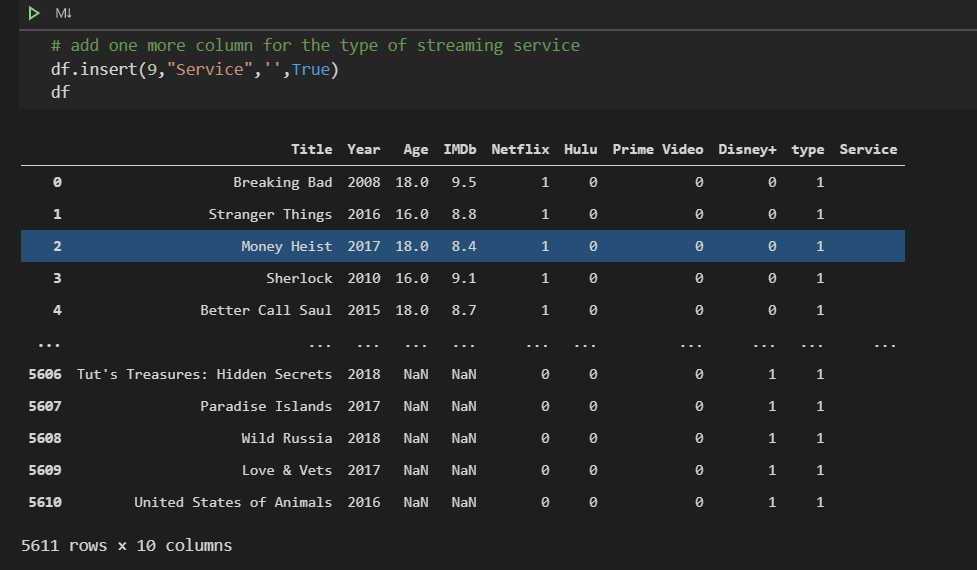 M↓
# add one more column for the type of streaming service
df.insert(9,"Service",'',True)
df
Title Year Age IMDb Netflix Hulu Prime Video Disney+ type Service
0 Breaking Bad 2008 18.0 9.5 1 0 0 0 1
1 Stranger Things 2016 16.0 8.8 1 0 0 0 1
2 Money Heist 2017 18.0 8.4 1 0 0 0 1
3 Sherlock 2010 16.0 9.1 1 0 0 0 1
4 Better Call Saul 2015 18.0 8.7 1 0 0 0 1
... ... ... ... ... ... ... ... ... ... ...
5606 Tut's Treasures: Hidden Secrets 2018 NaN NaN 0 0 0 1 1
5607 Paradise Islands 2017 NaN NaN 0 0 0 1 1
5608 Wild Russia 2018 NaN NaN 0 0 0 1 1
5609 Love & Vets 2017 NaN NaN 0 0 0 1 1
5610 United States of Animals 2016 NaN NaN 0 0 0 1 1
5611 rows × 10 columns